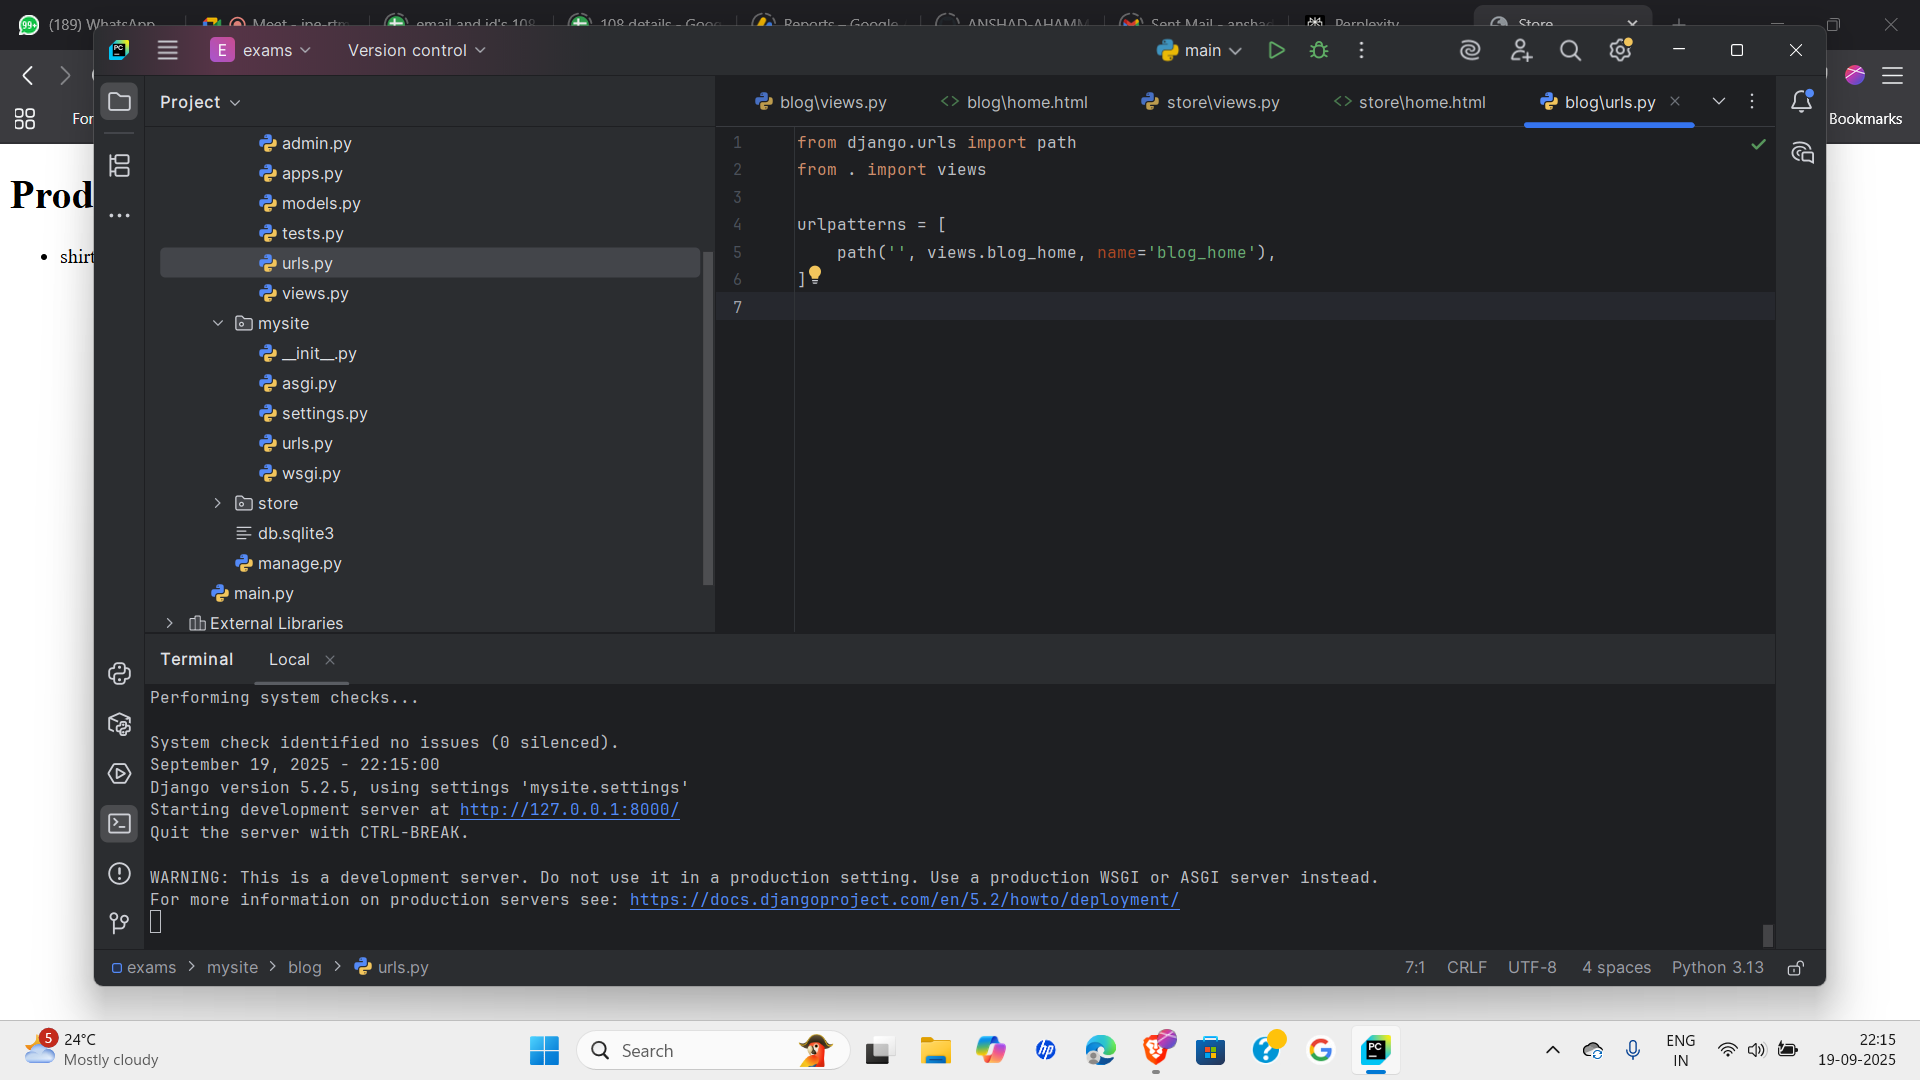 (189) WhatsApp
Meet - jpe-rtm
email and id's 108
108 details - Goo
Reports – Google
ANSHAD-AHAMM
Sent Mail - anshad
Perplexity
Store
E exams
Version control
main
For
Bookmarks
Prod
• shirt
Project
admin.py
apps.py
models.py
tests.py
urls.py
views.py
mysite
__init__.py
asgi.py
settings.py
urls.py
wsgi.py
store
db.sqlite3
manage.py
main.py
External Libraries
blog\views.py
blog\home.html
store\views.py
store\home.html
blog\urls.py
1 from django.urls import path
2 from . import views
3
4 urlpatterns = [
5     path('', views.blog_home, name='blog_home'),
6 ]
7
Terminal
Local
Performing system checks...
System check identified no issues (0 silenced).
September 19, 2025 - 22:15:00
Django version 5.2.5, using settings 'mysite.settings'
Starting development server at http://127.0.0.1:8000/
Quit the server with CTRL-BREAK.
WARNING: This is a development server. Do not use it in a production setting. Use a production WSGI or ASGI server instead.
For more information on production servers see: https://docs.djangoproject.com/en/5.2/howto/deployment/
exams > mysite > blog > urls.py
7:1 CRLF UTF-8 4 spaces Python 3.13
5
24°C
Mostly cloudy
Search
ENG
IN
22:15
19-09-2025